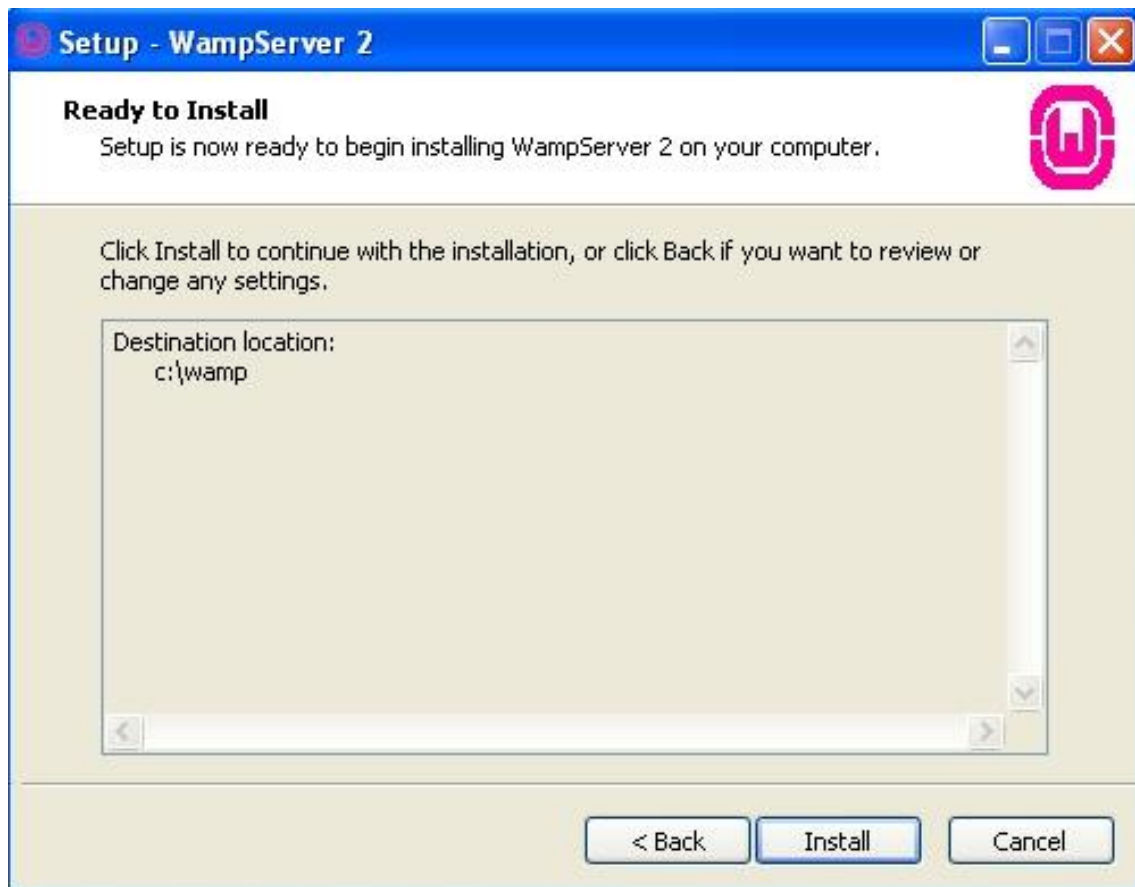 Setup - WampServer 2
Ready to Install
Setup is now ready to begin installing WampServer 2 on your computer.
Click Install to continue with the installation, or click Back if you want to review or
change any settings.
Destination location:
c:\wamp
< Back Install Cancel